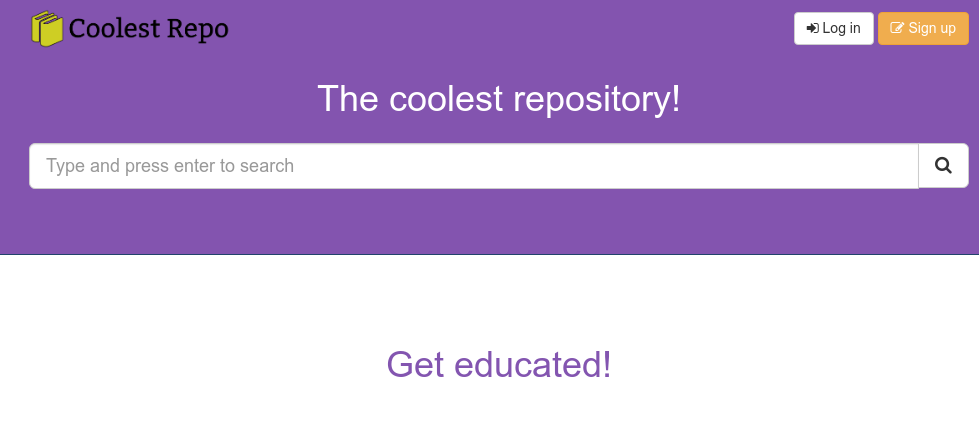 Coolest Repo
Log in
Sign up
The coolest repository!
Type and press enter to search
Get educated!